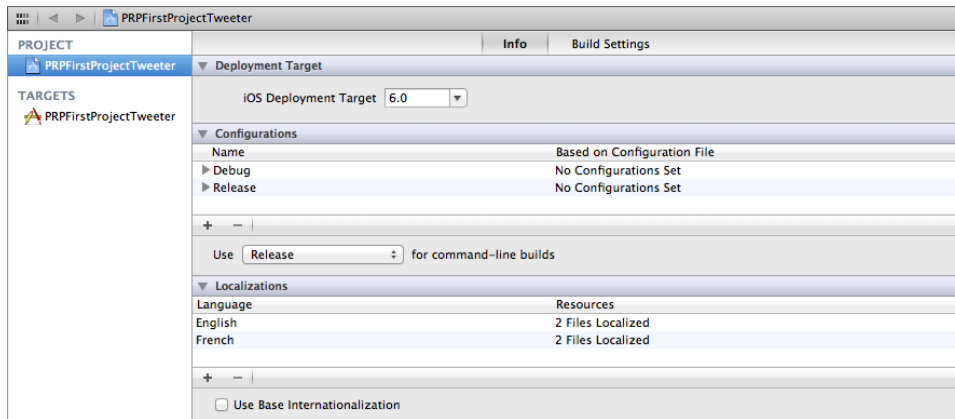 PRPFirstProjectTweeter
PROJECT
PRPFirstProjectTweeter
TARGETS
PRPFirstProjectTweeter
Info Build Settings
Deployment Target
iOS Deployment Target 6.0
Configurations
Name Based on Configuration File
Debug No Configurations Set
Release No Configurations Set
+ −
Use Release for command-line builds
Localizations
Language Resources
English 2 Files Localized
French 2 Files Localized
+ −
Use Base Internationalization